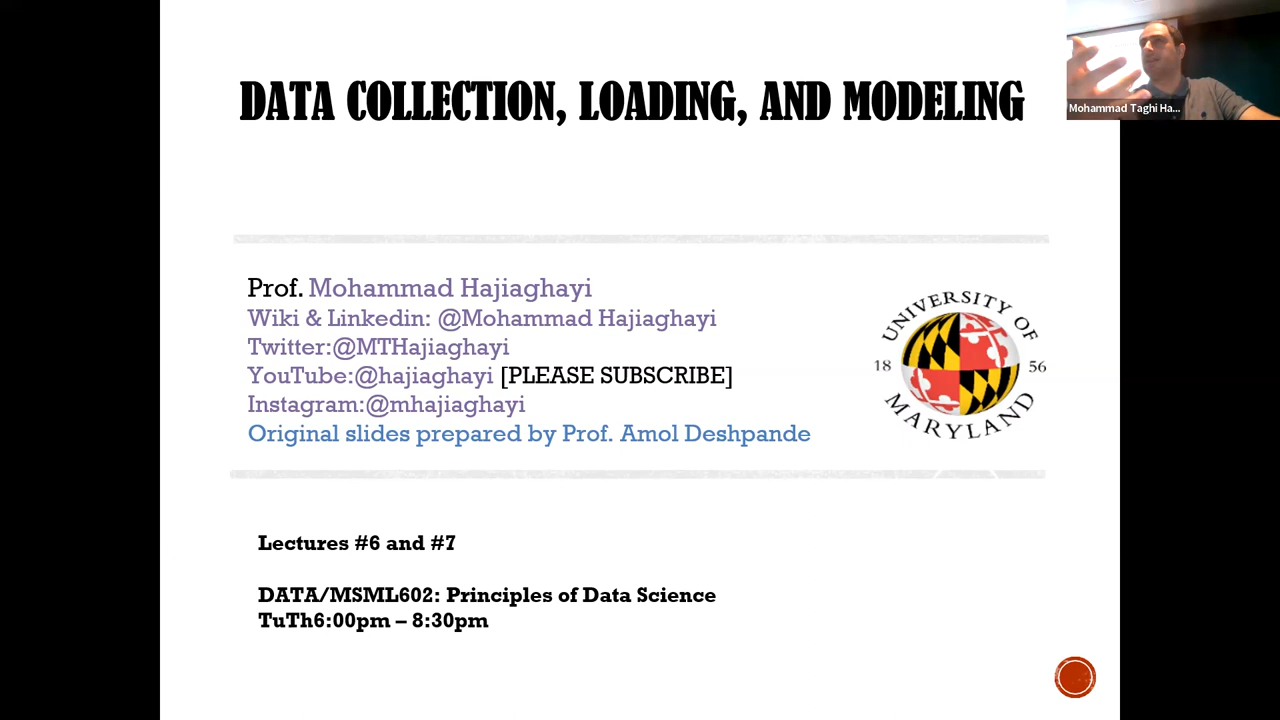 DATA COLLECTION, LOADING, AND MODELING
Mohammad Taghi Ha...
Prof. Mohammad Hajiaghayi
Wiki & Linkedin: @Mohammad Hajiaghayi
Twitter:@MTHajiaghayi
YouTube:@hajiaghayi [PLEASE SUBSCRIBE]
Instagram:@mhajiaghayi
Original slides prepared by Prof. Amol Deshpande
UNIVERSITY OF
18 56
MARYLAND
Lectures #6 and #7
DATA/MSML602: Principles of Data Science
TuTh6:00pm – 8:30pm